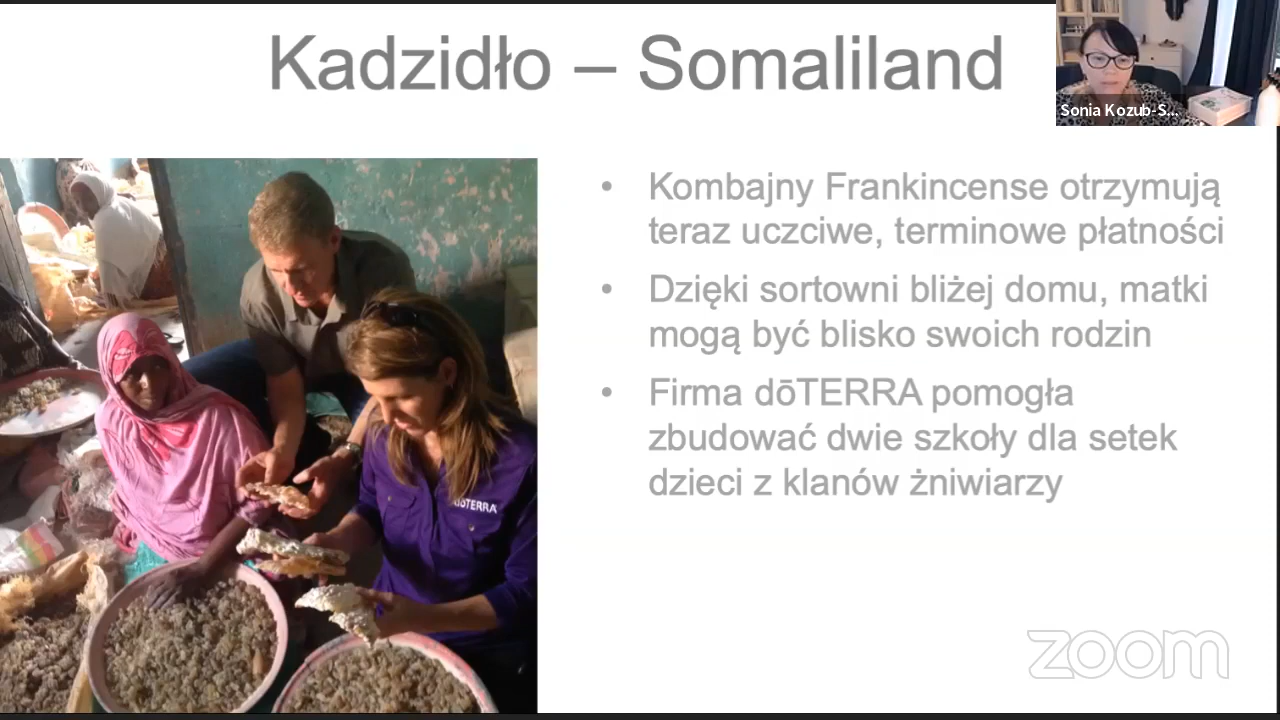 Kadzidło – Somaliland
Sonia Kozub-S...
Kombajny Frankincense otrzymują
teraz uczciwe, terminowe płatności
Dzięki sortowni bliżej domu, matki
mogą być blisko swoich rodzin
Firma dōTERRA pomogła
zbudować dwie szkoły dla setek
dzieci z klanów żniwiarzy
dōTERRA
zoom